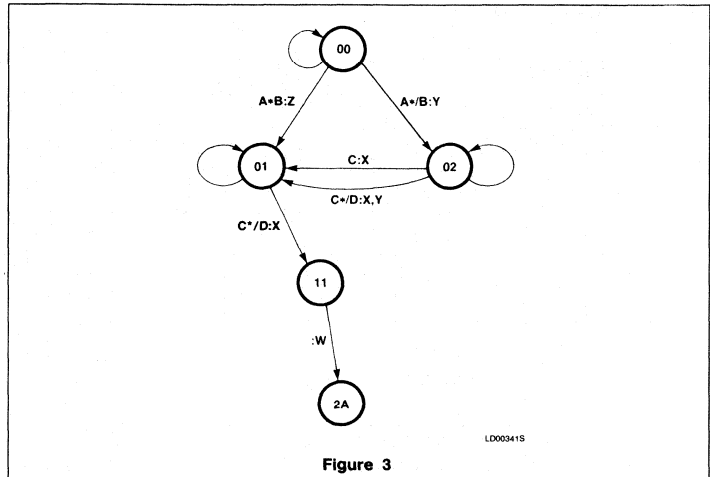 00
A*B:Z
A*/B:Y
01
C:X
02
C*/D:X,Y
C*/D:X
11
:W
2A
LD00341S
Figure 3